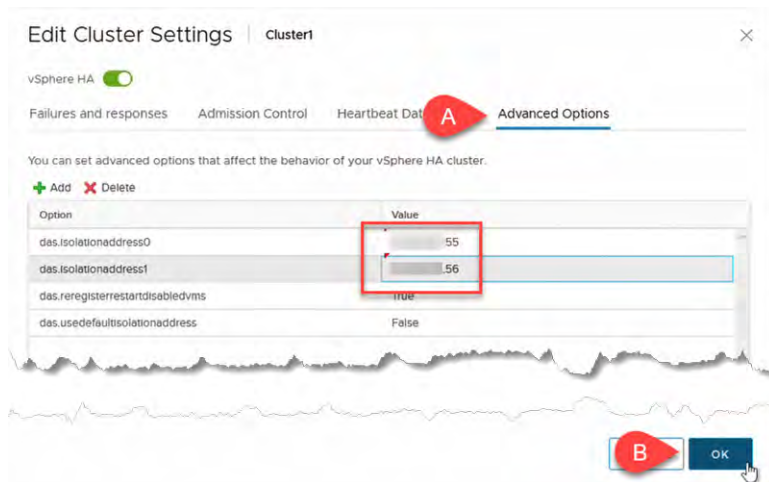 Edit Cluster Settings Cluster1
vSphere HA
Failures and responses Admission Control Heartbeat A Advanced Options
You can set advanced options that affect the behavior of your vSphere HA cluster.
Add Delete
Option Value
das.isolationaddress0 55
das.isolationaddress1 .56
das.reregisterrestartdisabledvms True
das.usedefaultisolationaddress False
B OK